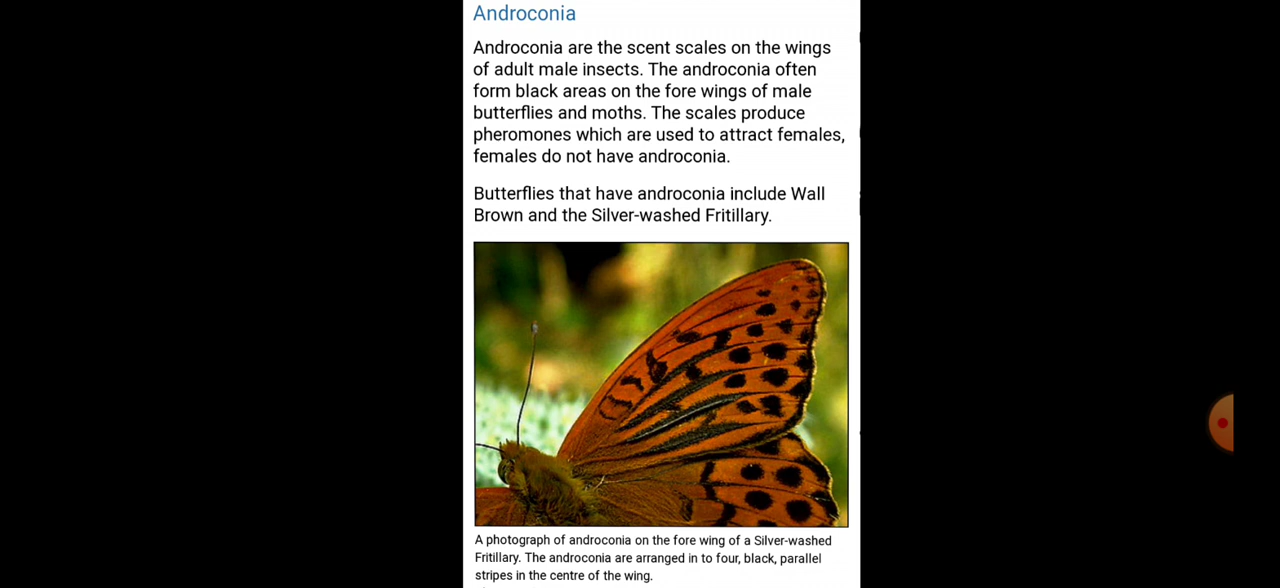 Androconia
Androconia are the scent scales on the wings
of adult male insects. The androconia often
form black areas on the fore wings of male
butterflies and moths. The scales produce
pheromones which are used to attract females,
females do not have androconia.
Butterflies that have androconia include Wall
Brown and the Silver-washed Fritillary.
A photograph of androconia on the fore wing of a Silver-washed
Fritillary. The androconia are arranged in to four, black, parallel
stripes in the centre of the wing.